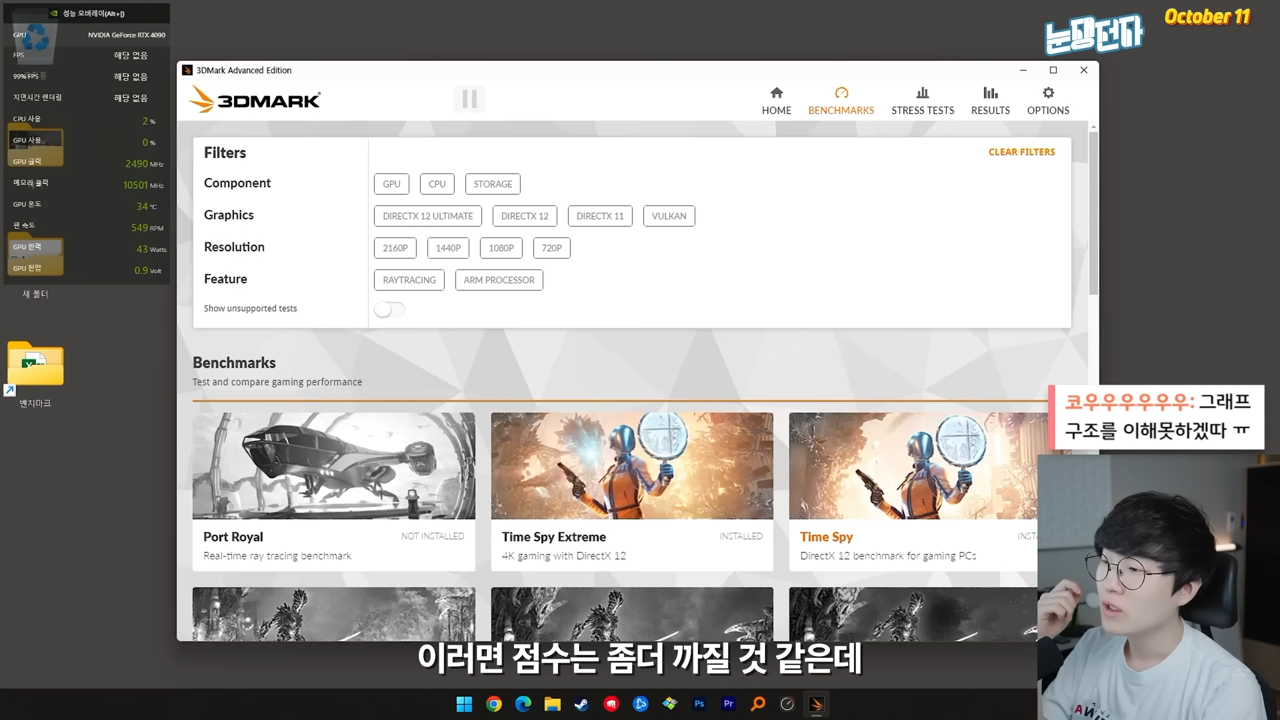 성능 오버레이(Alt+J)
GPU NVIDIA GeForce RTX 4090
FPS 해당 없음
99% FPS 해당 없음
지연시간 렌더링 해당 없음
CPU 사용 2 %
GPU 사용 0 %
GPU 클럭 2490 MHz
메모리 클럭 10501 MHz
GPU 온도 34 °C
팬 속도 549 RPM
GPU 전력 43 Watts
GPU 전압 0.9 Volt
새 폴더
벤치마크
눈쟁전자
October 11
3DMark Advanced Edition
3DMARK
HOME BENCHMARKS STRESS TESTS RESULTS OPTIONS
Filters CLEAR FILTERS
Component GPU CPU STORAGE
Graphics DIRECTX 12 ULTIMATE DIRECTX 12 DIRECTX 11 VULKAN
Resolution 2160P 1440P 1080P 720P
Feature RAYTRACING ARM PROCESSOR
Show unsupported tests
Benchmarks
Test and compare gaming performance
Port Royal NOT INSTALLED
Real-time ray tracing benchmark
Time Spy Extreme INSTALLED
4K gaming with DirectX 12
Time Spy INST
DirectX 12 benchmark for gaming PCs
코우우우우우우: 그래프
구조를 이해못하겠따 ㅠ
이러면 점수는 좀더 까질 것 같은데
Ps
Pr